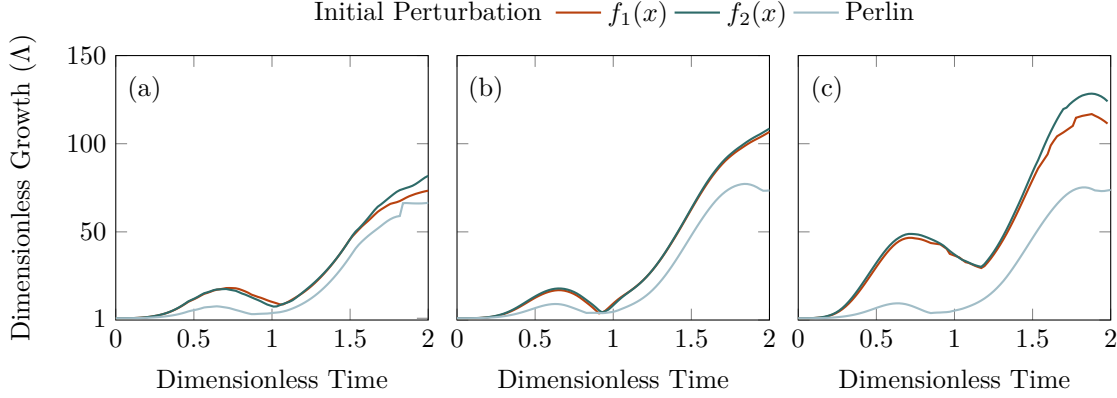 Initial Perturbation f₁(x) f₂(x) Perlin
Dimensionless Growth (Λ)
150
100
50
1
(a)
(b)
(c)
0 0.5 1 1.5 2
0 0.5 1 1.5 2
0 0.5 1 1.5 2
Dimensionless Time
Dimensionless Time
Dimensionless Time